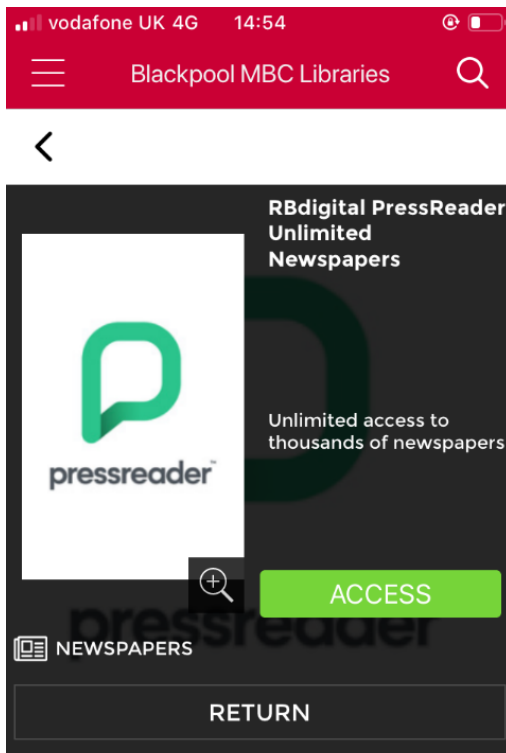 vodafone UK 4G 14:54
Blackpool MBC Libraries
RBdigital PressReader
Unlimited
Newspapers
Unlimited access to
thousands of newspapers
pressreader™
ACCESS
pressreader
NEWSPAPERS
RETURN